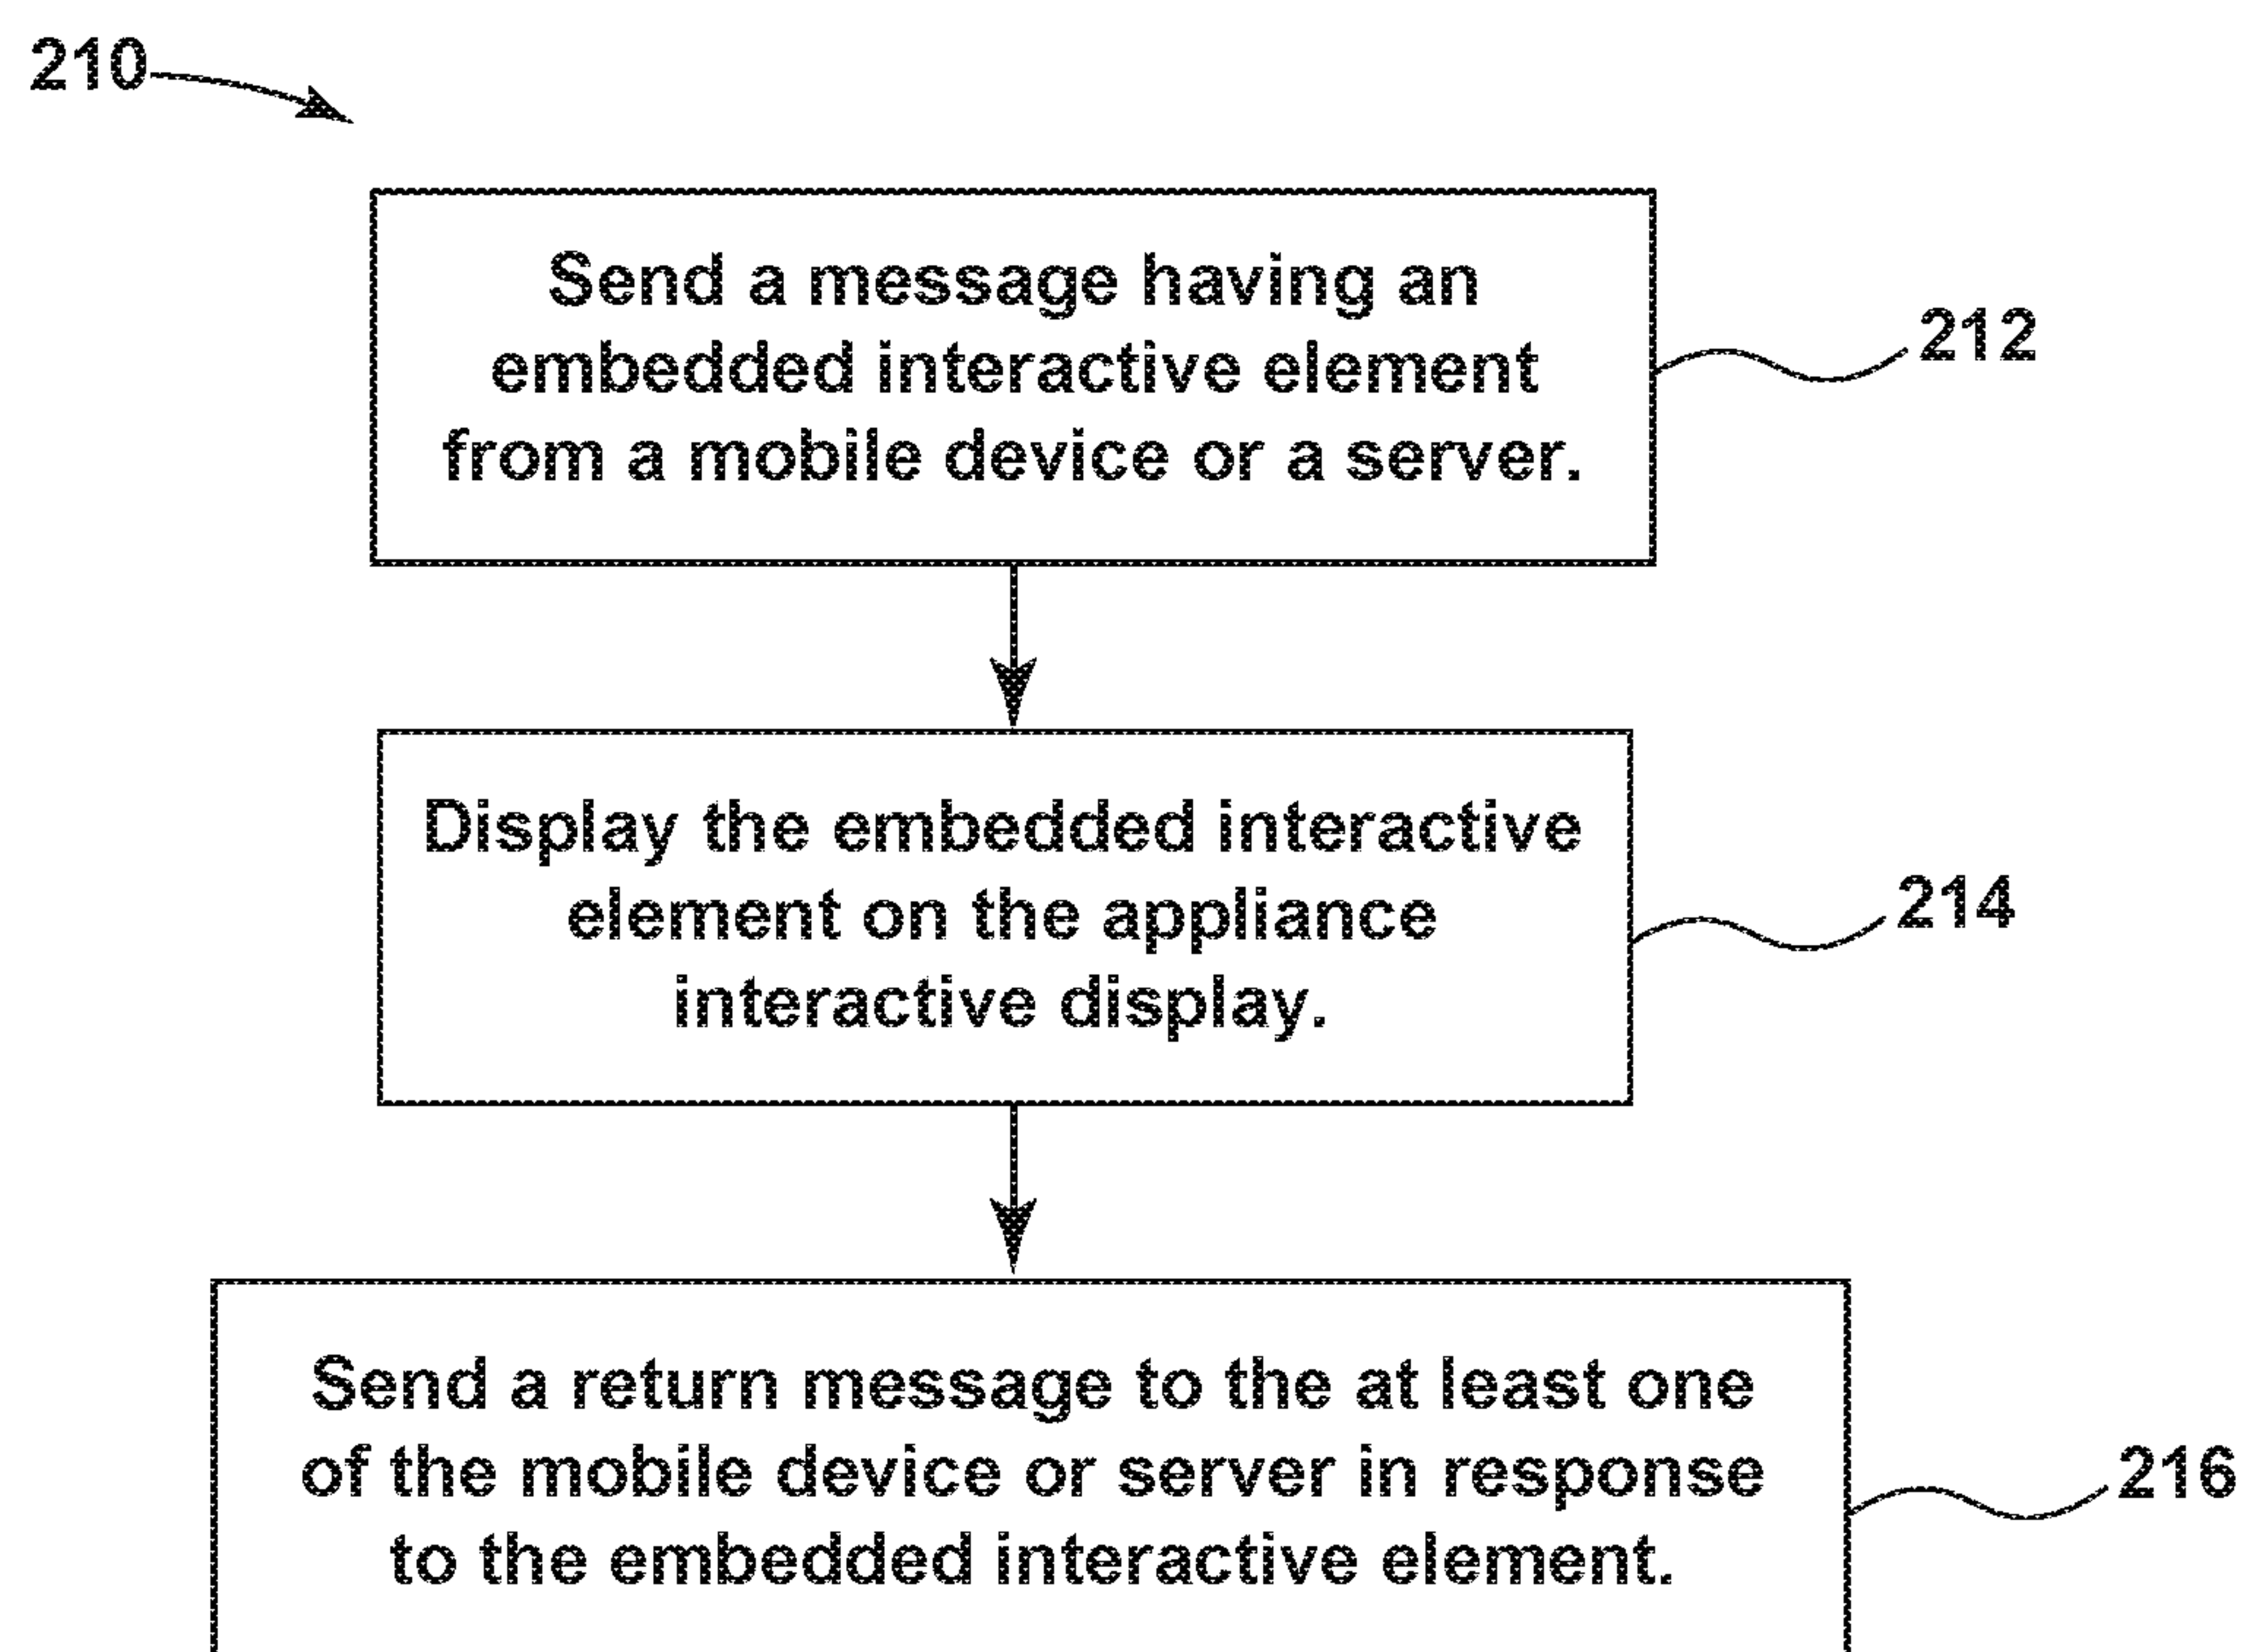 210
Send a message having an
embedded interactive element
from a mobile device or a server.
212
Display the embedded interactive
element on the appliance
interactive display.
214
Send a return message to the at least one
of the mobile device or server in response
to the embedded interactive element.
216